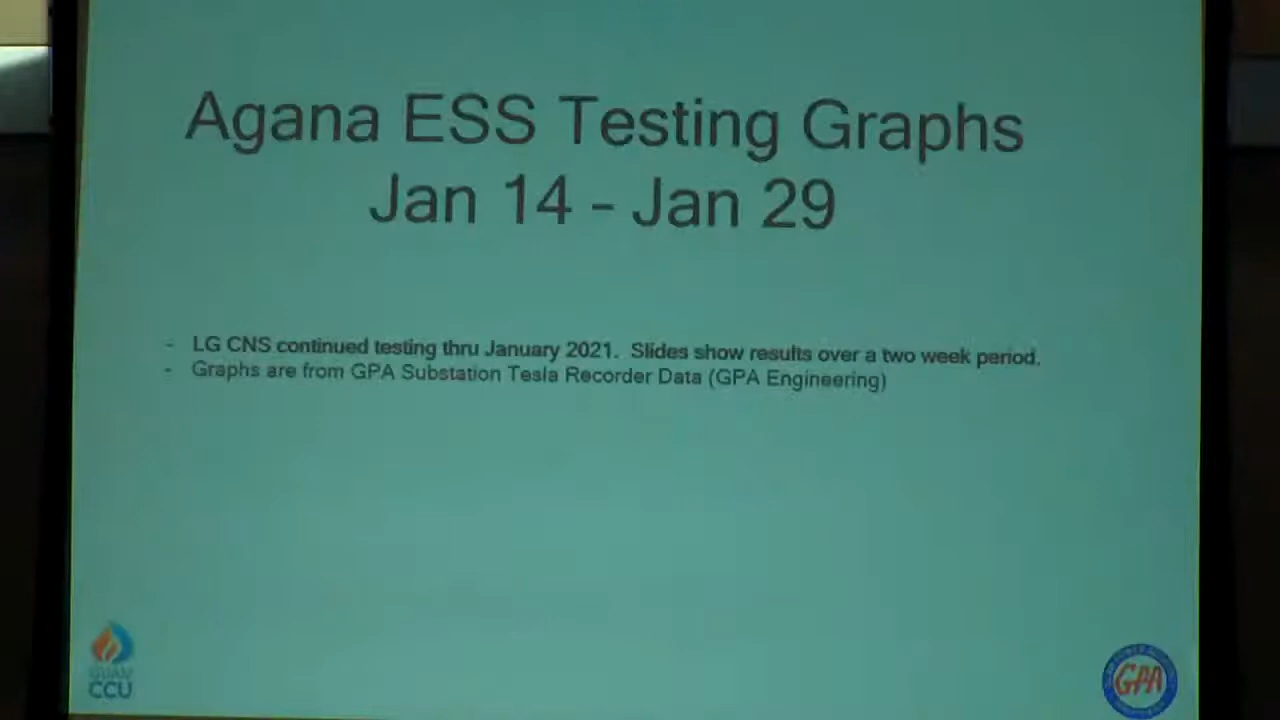 Agana ESS Testing Graphs
Jan 14 - Jan 29
- LG CNS continued testing thru January 2021. Slides show results over a two week period.
- Graphs are from GPA Substation Tesla Recorder Data (GPA Engineering)
GUAM
CCU
GPA